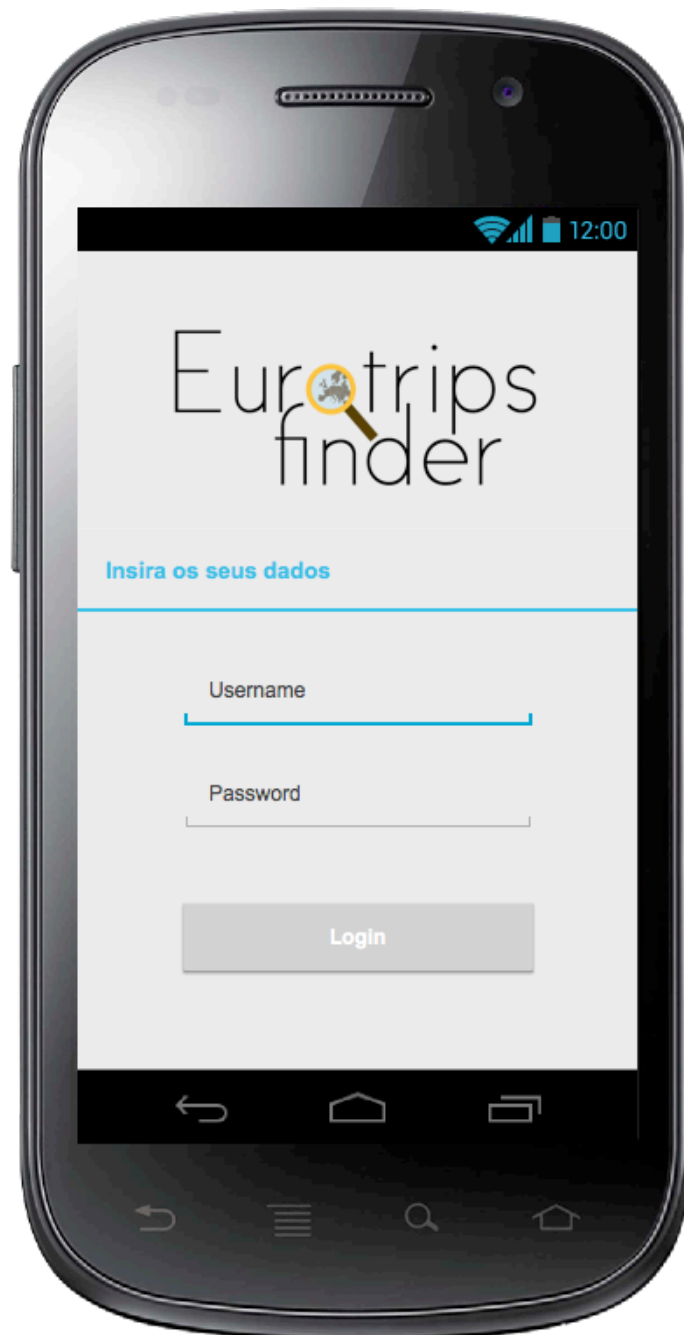 12:00
Eurotrips
finder
Insira os seus dados
Username
Password
Login